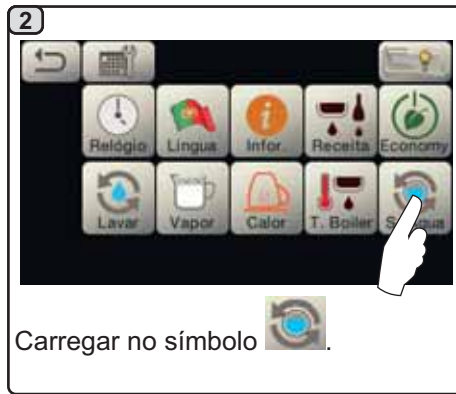 2
Relógio Língua Infor. Receita Economy
Lavar Vapor Calor T. Boiler
Carregar no símbolo .